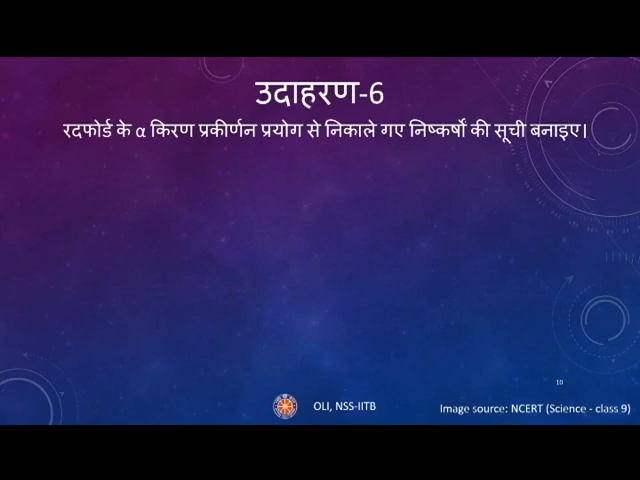 उदाहरण-6
रदफोर्ड के α किरण प्रकीर्णन प्रयोग से निकाले गए निष्कर्षों की सूची बनाइए।
10
OLI, NSS-IITB
Image source: NCERT (Science - class 9)